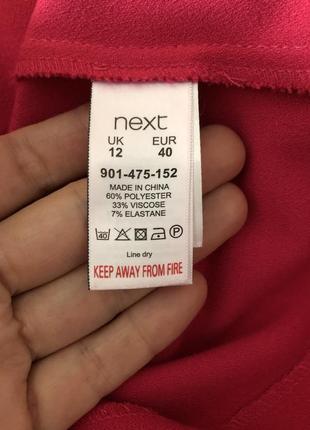 next
UK EUR
12 40
901-475-152
MADE IN CHINA
60% POLYESTER
33% VISCOSE
7% ELASTANE
40 P
Line dry
KEEP AWAY FROM FIRE